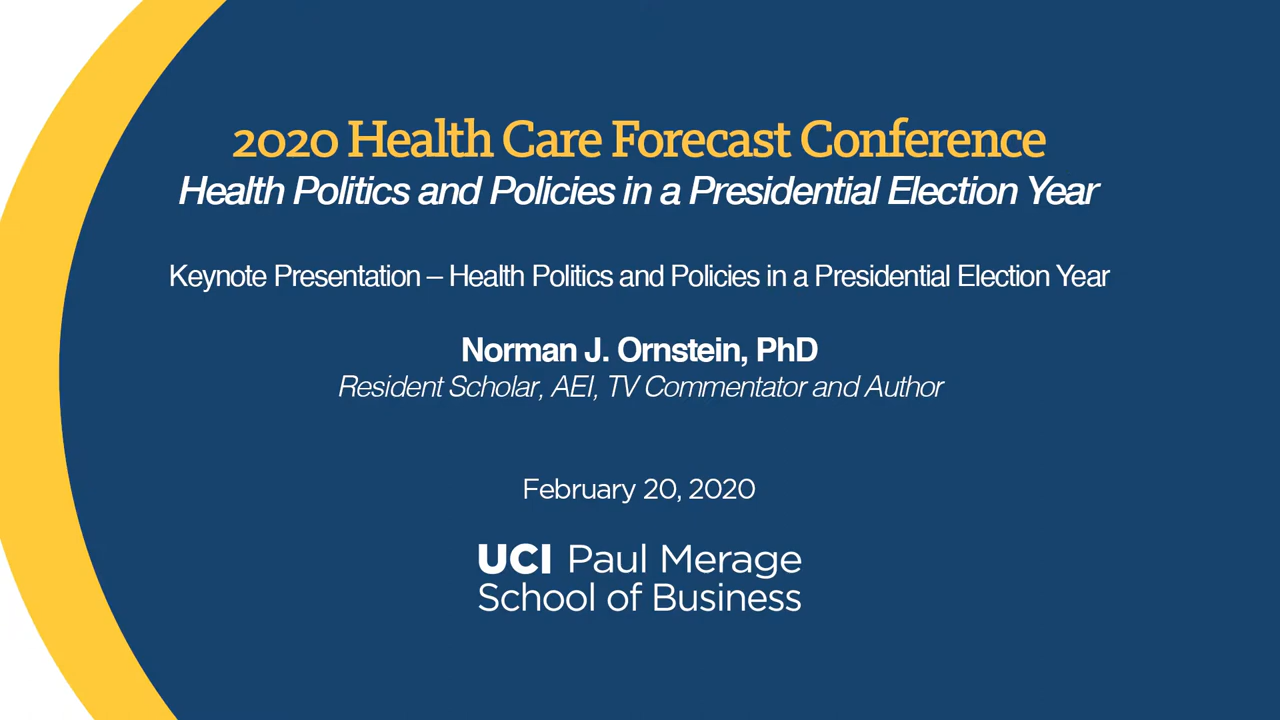 2020 Health Care Forecast Conference
Health Politics and Policies in a Presidential Election Year
Keynote Presentation – Health Politics and Policies in a Presidential Election Year
Norman J. Ornstein, PhD
Resident Scholar, AEI, TV Commentator and Author
February 20, 2020
UCI Paul Merage
School of Business